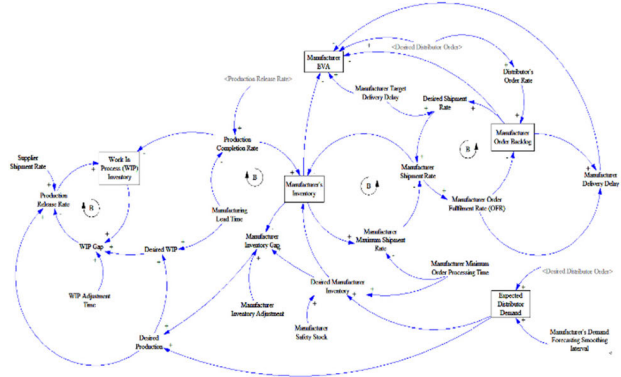 <Desired Distributor Order>
Manufacturer
EVA
Distributor's
Order Rate
<Production Release Rate>
Manufacturer Target
Delivery Delay
Desired Shipment
Rate
Production
Completion Rate
Manufacturer
Order Backlog
Supplier
Shipment Rate
Work In
Process (WIP)
Inventory
B
B
B
B
Manufacturer's
Inventory
Manufacturer
Shipment Rate
Manufacturer
Delivery Delay
Production
Release Rate
Manufacturing
Lead Time
Manufacturer Order
Fulfilment Rate (OFR)
WIP Gap
Desired WIP
Manufacturer
Inventory Gap
Manufacturer
Maximum Shipment
Rate
Manufacturer Minimum
Order Processing Time
<Desired Distributor Order>
WIP Adjustment
Time
Desired Manufacturer
Inventory
Manufacturer
Inventory Adjustment
Manufacturer
Safety Stock
Expected
Distributor
Demand
Desired
Production
Manufacturer's Demand
Forecasting Smoothing
Interval